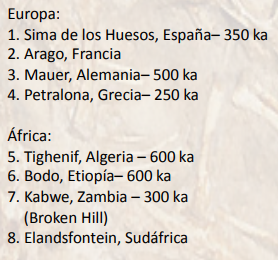 Europa:
1. Sima de los Huesos, España– 350 ka
2. Arago, Francia
3. Mauer, Alemania– 500 ka
4. Petralona, Grecia– 250 ka
África:
5. Tighenif, Algeria – 600 ka
6. Bodo, Etiopía– 600 ka
7. Kabwe, Zambia – 300 ka
(Broken Hill)
8. Elandsfontein, Sudáfrica